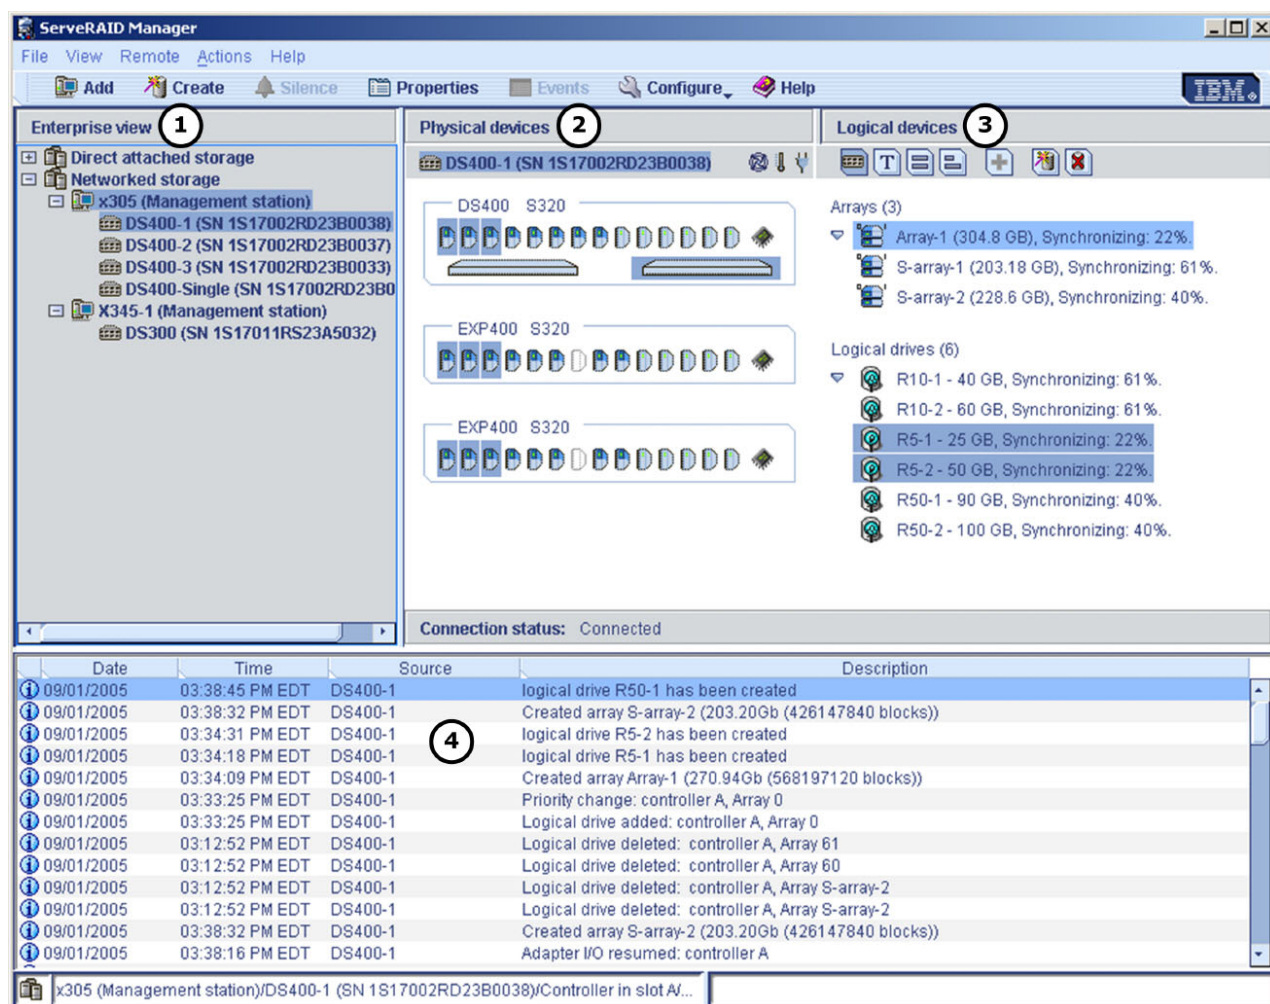 ServeRAID Manager
File View Remote Actions Help
Add Create Silence Properties Events Configure Help
IBM
Enterprise view 1
Direct attached storage
Networked storage
x305 (Management station)
DS400-1 (SN 1S17002RD23B0038)
DS400-2 (SN 1S17002RD23B0037)
DS400-3 (SN 1S17002RD23B0033)
DS400-Single (SN 1S17002RD23B0
X345-1 (Management station)
DS300 (SN 1S17011RS23A5032)
Physical devices 2
DS400-1 (SN 1S17002RD23B0038)
DS400 S320
EXP400 S320
EXP400 S320
Logical devices 3
T
Arrays (3)
Array-1 (304.8 GB), Synchronizing: 22%.
S-array-1 (203.18 GB), Synchronizing: 61%.
S-array-2 (228.6 GB), Synchronizing: 40%.
Logical drives (6)
R10-1 - 40 GB, Synchronizing: 61%.
R10-2 - 60 GB, Synchronizing: 61%.
R5-1 - 25 GB, Synchronizing: 22%.
R5-2 - 50 GB, Synchronizing: 22%.
R50-1 - 90 GB, Synchronizing: 40%.
R50-2 - 100 GB, Synchronizing: 40%.
Connection status: Connected
Date Time Source Description
09/01/2005 03:38:45 PM EDT DS400-1 logical drive R50-1 has been created
09/01/2005 03:38:32 PM EDT DS400-1 Created array S-array-2 (203.20Gb (426147840 blocks))
09/01/2005 03:34:31 PM EDT DS400-1 logical drive R5-2 has been created
09/01/2005 03:34:18 PM EDT DS400-1 logical drive R5-1 has been created
09/01/2005 03:34:09 PM EDT DS400-1 Created array Array-1 (270.94Gb (568197120 blocks))
09/01/2005 03:33:25 PM EDT DS400-1 Priority change: controller A, Array 0
09/01/2005 03:33:25 PM EDT DS400-1 Logical drive added: controller A, Array 0
09/01/2005 03:12:52 PM EDT DS400-1 Logical drive deleted: controller A, Array 61
09/01/2005 03:12:52 PM EDT DS400-1 Logical drive deleted: controller A, Array 60
09/01/2005 03:12:52 PM EDT DS400-1 Logical drive deleted: controller A, Array S-array-2
09/01/2005 03:12:52 PM EDT DS400-1 Logical drive deleted: controller A, Array S-array-2
09/01/2005 03:38:32 PM EDT DS400-1 Created array S-array-2 (203.20Gb (426147840 blocks))
09/01/2005 03:38:16 PM EDT DS400-1 Adapter I/O resumed: controller A
4
x305 (Management station)/DS400-1 (SN 1S17002RD23B0038)/Controller in slot A/...